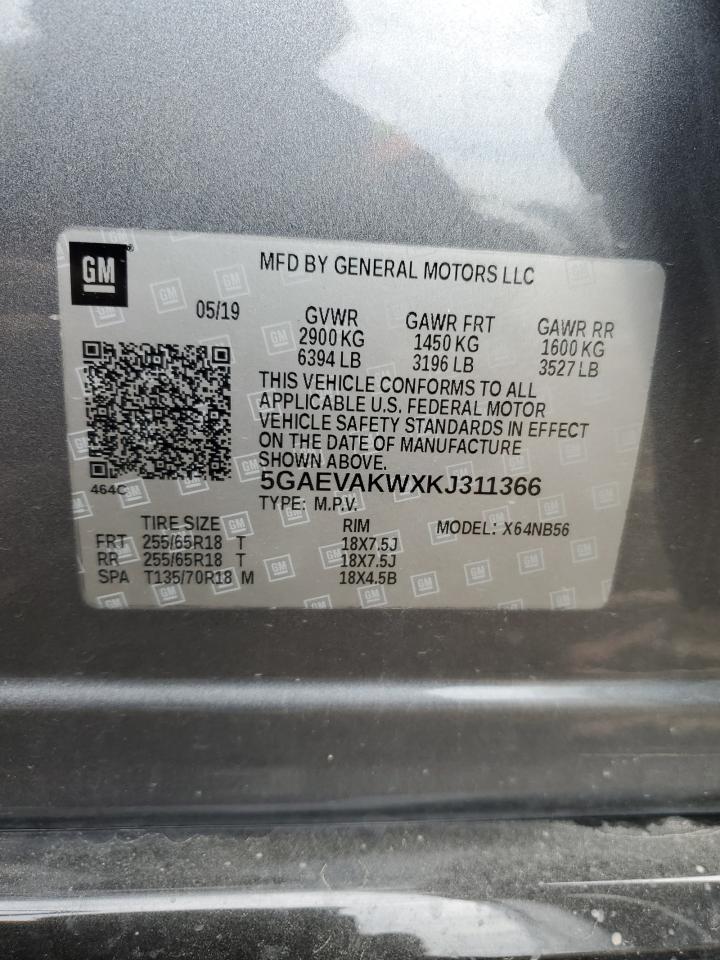 GM
MFD BY GENERAL MOTORS LLC
05/19
GVWR GAWR FRT GAWR RR
2900 KG 1450 KG 1600 KG
6394 LB 3196 LB 3527 LB
THIS VEHICLE CONFORMS TO ALL
APPLICABLE U.S. FEDERAL MOTOR
VEHICLE SAFETY STANDARDS IN EFFECT
ON THE DATE OF MANUFACTURE
SHOWN ABOVE.
464C
5GAEVAKWXKJ311366
TYPE: M.P.V.
TIRE SIZE RIM MODEL: X64NB56
FRT 255/65R18 T 18X7.5J
RR 255/65R18 T 18X7.5J
SPA T135/70R18 M 18X4.5B